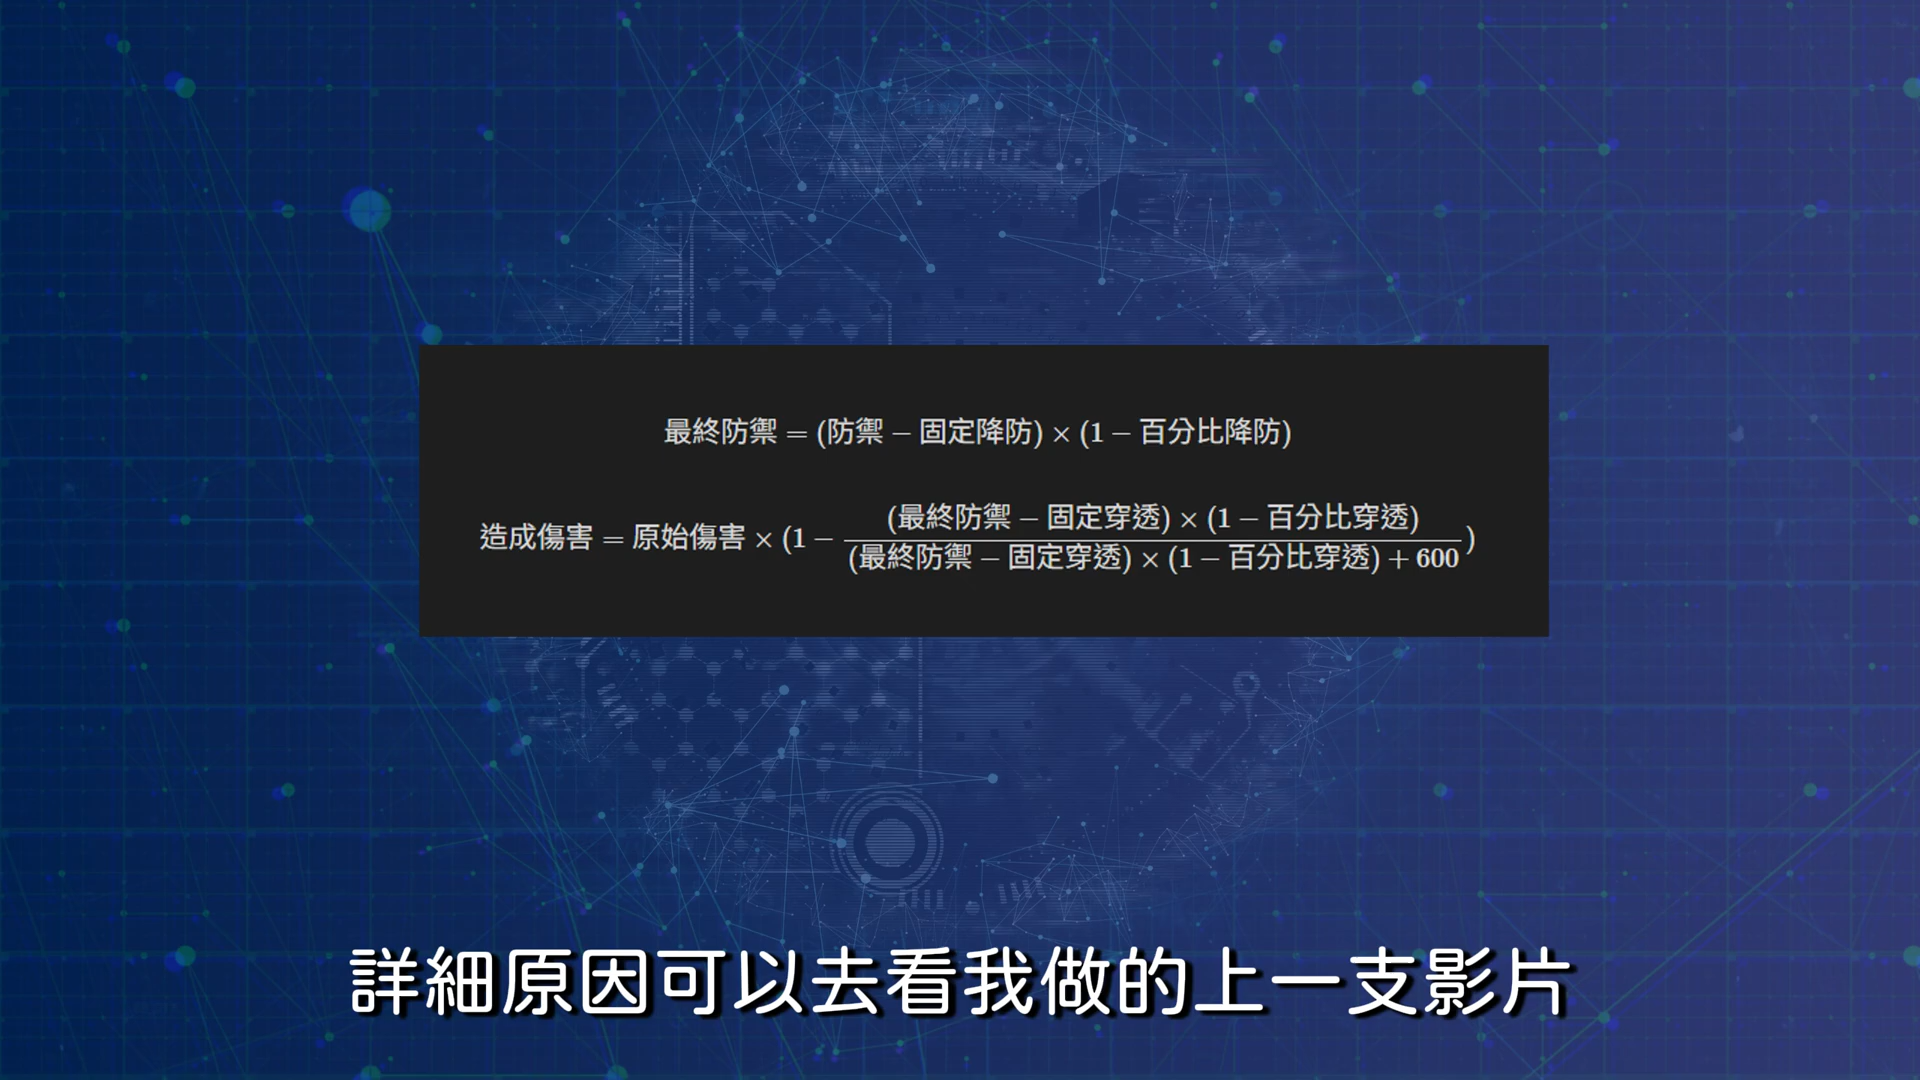 最終防禦 = (防禦 − 固定降防) × (1 − 百分比降防)
造成傷害 = 原始傷害 × (1 − (最終防禦 − 固定穿透) × (1 − 百分比穿透) / (最終防禦 − 固定穿透) × (1 − 百分比穿透) + 600)
詳細原因可以去看我做的上一支影片